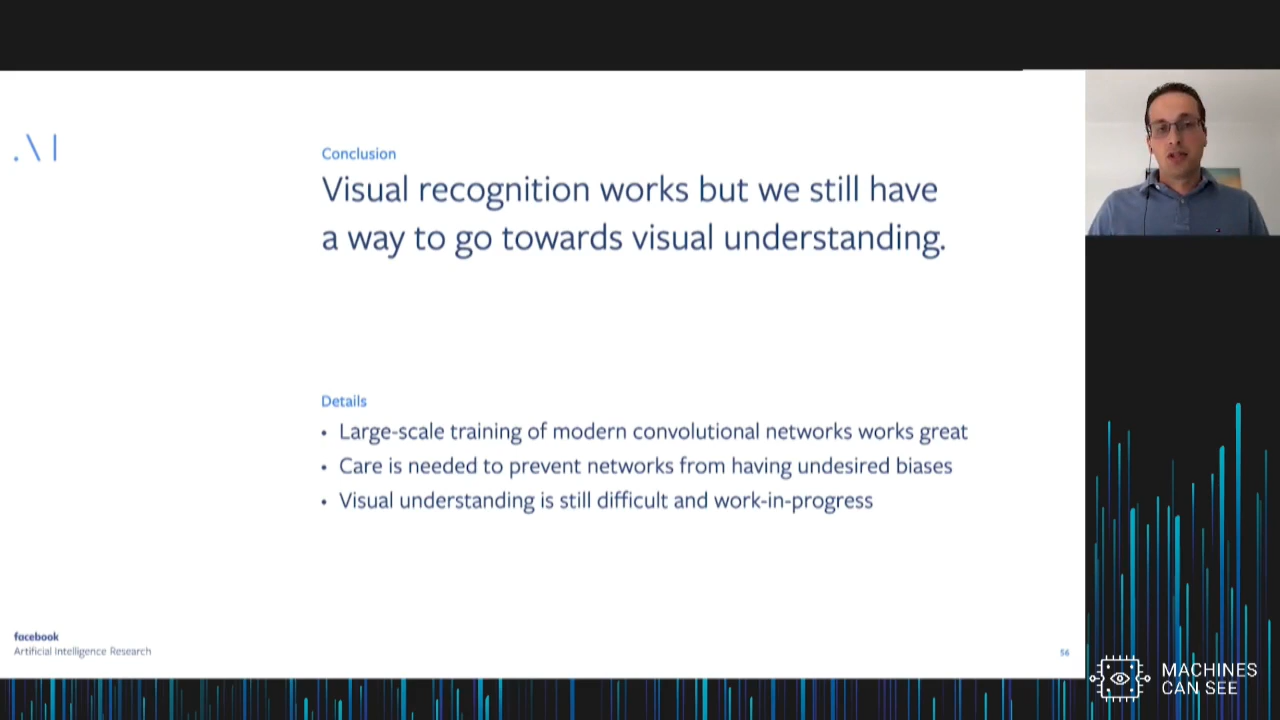 Conclusion
Visual recognition works but we still have
a way to go towards visual understanding.
Details
• Large-scale training of modern convolutional networks works great
• Care is needed to prevent networks from having undesired biases
• Visual understanding is still difficult and work-in-progress
facebook
Artificial Intelligence Research
56
MACHINES
CAN SEE